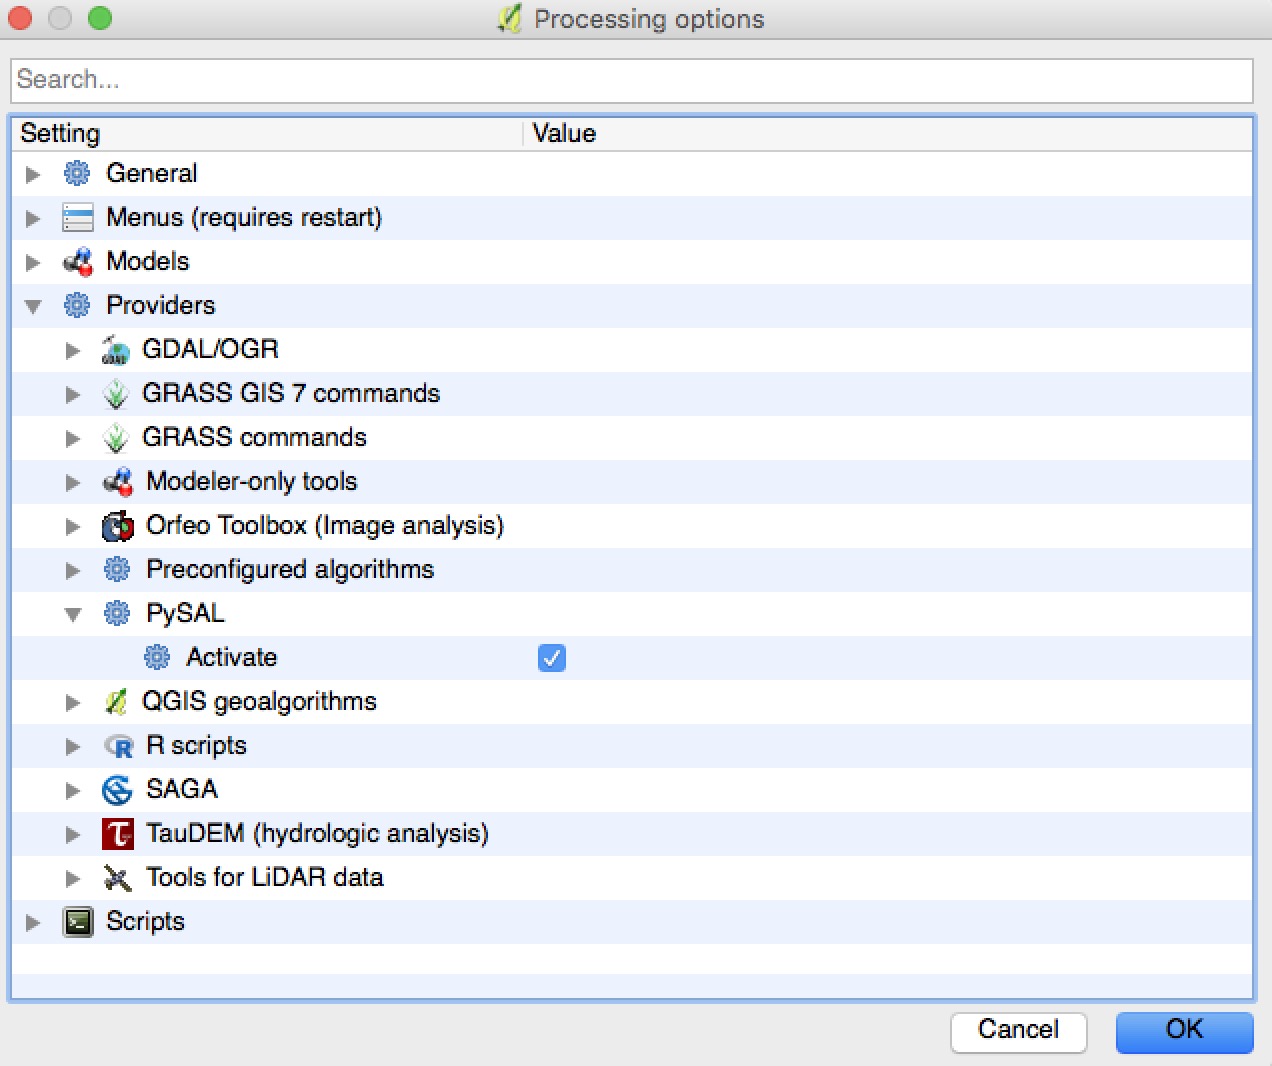 Processing options
Search...
Setting Value
General
Menus (requires restart)
Models
Providers
GDAL/OGR
GRASS GIS 7 commands
GRASS commands
Modeler-only tools
Orfeo Toolbox (Image analysis)
Preconfigured algorithms
PySAL
Activate
QGIS geoalgorithms
R scripts
SAGA
TauDEM (hydrologic analysis)
Tools for LiDAR data
Scripts
Cancel OK